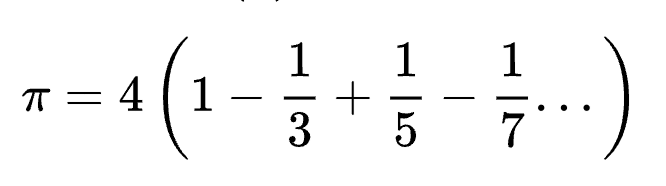 π = 4 (1 − 1/3 + 1/5 − 1/7...)